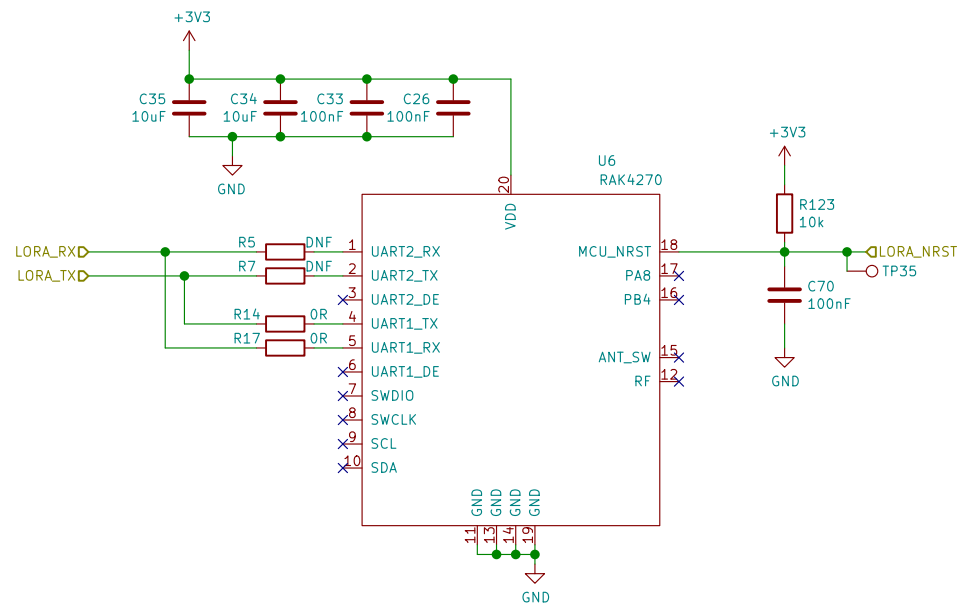 +3V3
C35
10uF
C34
10uF
C33
100nF
C26
100nF
GND
+3V3
U6
RAK4270
20
VDD
R123
10k
LORA_RX
R5
DNF
1
UART2_RX
MCU_NRST
18
LORA_NRST
LORA_TX
R7
DNF
2
UART2_TX
PA8
17
TP35
3
UART2_DE
PB4
16
C70
100nF
R14
0R
4
UART1_TX
R17
0R
5
UART1_RX
ANT_SW
15
6
UART1_DE
RF
12
GND
7
SWDIO
8
SWCLK
9
SCL
10
SDA
GND
GND
GND
GND
11
13
14
19
GND